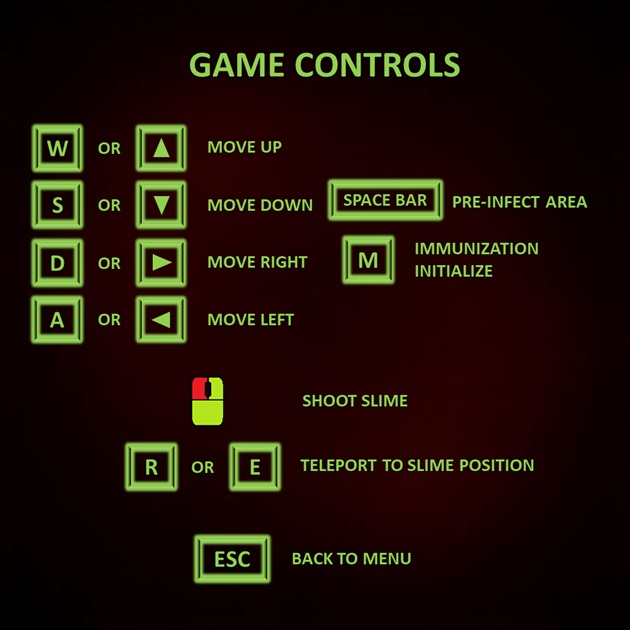 GAME CONTROLS
W OR ▲ MOVE UP
S OR ▼ MOVE DOWN SPACE BAR PRE-INFECT AREA
D OR ► MOVE RIGHT M IMMUNIZATION
INITIALIZE
A OR ◄ MOVE LEFT
SHOOT SLIME
R OR E TELEPORT TO SLIME POSITION
ESC BACK TO MENU